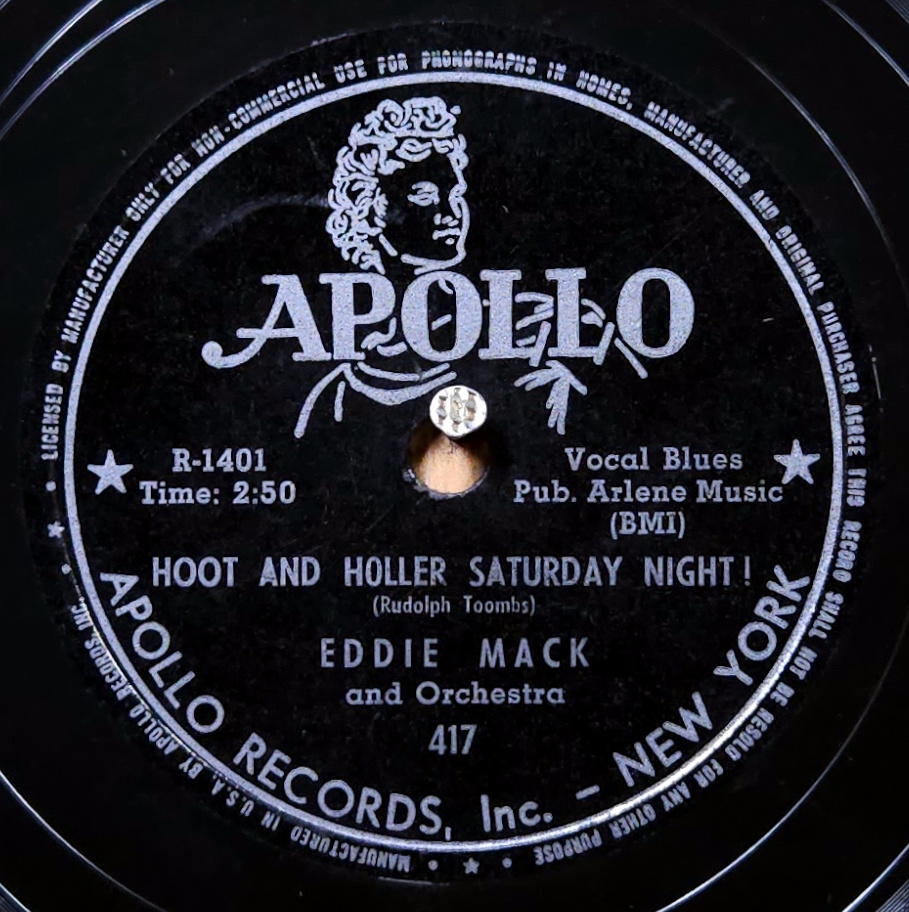 LICENSED BY MANUFACTURER ONLY FOR NON-COMMERCIAL USE FOR PHONOGRAPHS IN HOMES, MANUFACTURER AND ORIGINAL PURCHASER AGREE THIS RECORD SHALL NOT BE RESOLD FOR ANY OTHER PURPOSE
APOLLO
R-1401
Time: 2:50
Vocal Blues
Pub. Arlene Music
(BMI)
HOOT AND HOLLER SATURDAY NIGHT!
(Rudolph Toombs)
EDDIE MACK
and Orchestra
417
APOLLO RECORDS, Inc. - NEW YORK
MANUFACTURED IN U.S.A. BY APOLLO RECORDS, INC.